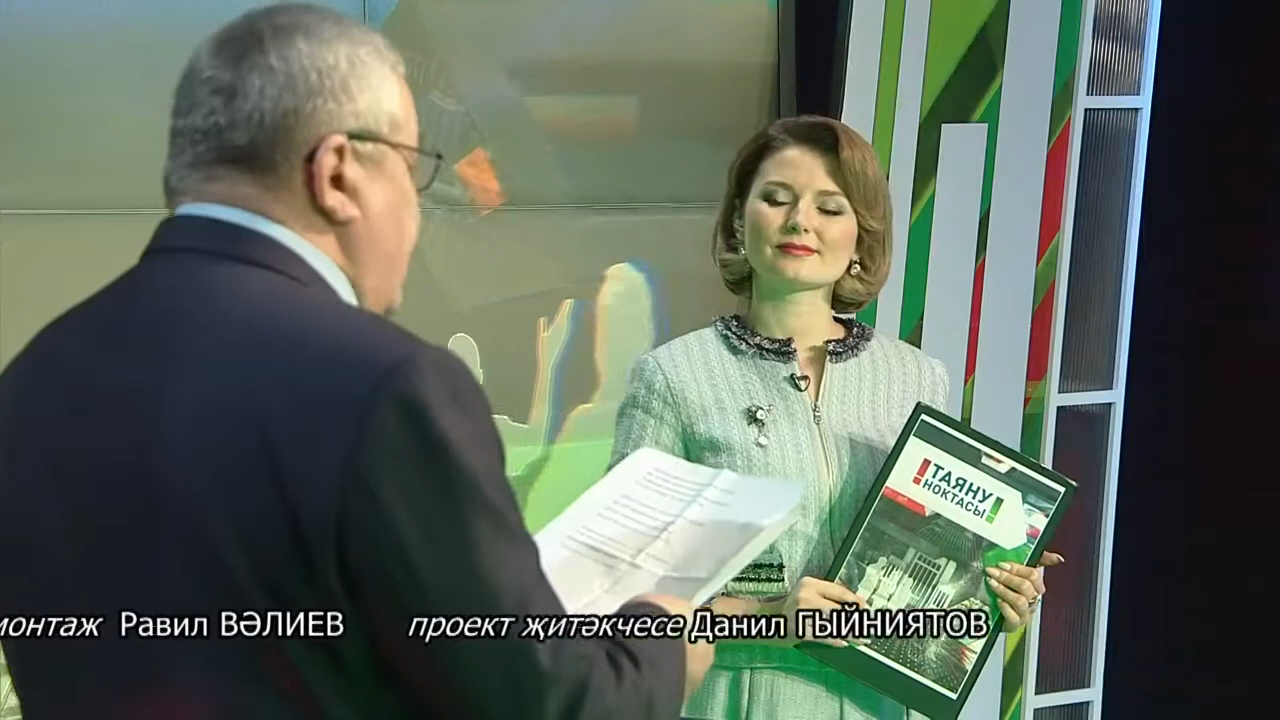 !ТАЯНУ
НОКТАСЫ!
монтаж Равил ВӘЛИЕВ проект җитәкчесе Данил ГЫЙНИЯТОВ